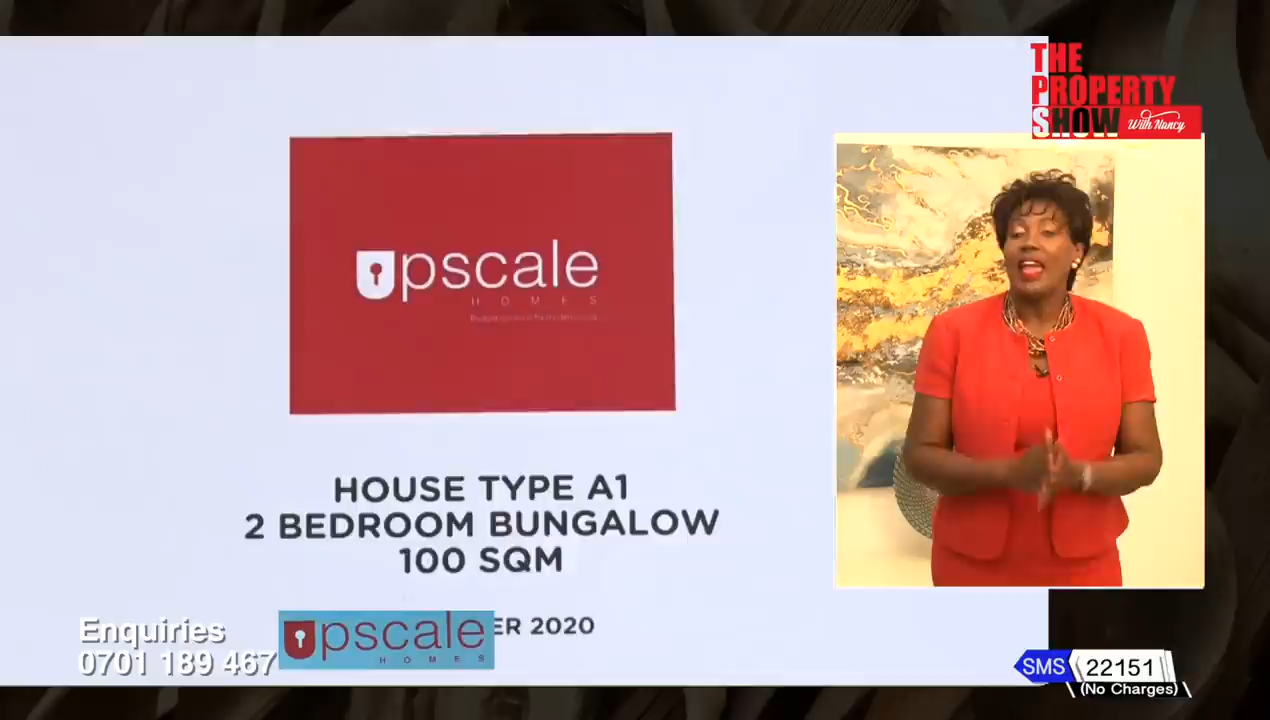 THE
PROPERTY
SHOW
With Nancy
upscale
HOMES
HOUSE TYPE A1
2 BEDROOM BUNGALOW
100 SQM
ER 2020
Enquiries
0701 189 467
upscale
HOMES
SMS 22151
(No Charges)